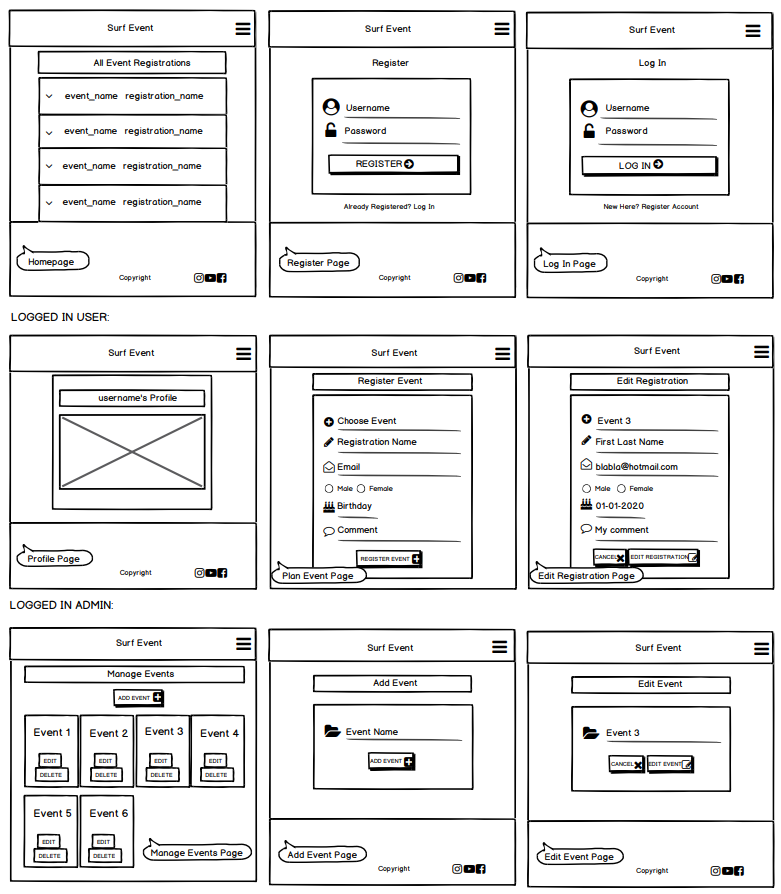 Surf Event
All Event Registrations
event_name registration_name
event_name registration_name
event_name registration_name
event_name registration_name
Homepage
Copyright
Surf Event
Register
Username
Password
REGISTER
Already Registered? Log In
Register Page
Copyright
Surf Event
Log In
Username
Password
LOG IN
New Here? Register Account
Log In Page
Copyright
LOGGED IN USER:
Surf Event
username's Profile
Profile Page
Copyright
Surf Event
Register Event
Choose Event
Registration Name
Email
Male Female
Birthday
Comment
REGISTER EVENT
Plan Event Page
Surf Event
Edit Registration
Event 3
First Last Name
blabla@hotmail.com
Male Female
01-01-2020
My comment
CANCEL EDIT REGISTRATION
Edit Registration Page
LOGGED IN ADMIN:
Surf Event
Manage Events
ADD EVENT
Event 1 Event 2 Event 3 Event 4
EDIT EDIT EDIT EDIT
DELETE DELETE DELETE DELETE
Event 5 Event 6
EDIT EDIT
DELETE DELETE
Manage Events Page
Surf Event
Add Event
Event Name
ADD EVENT
Add Event Page
Copyright
Surf Event
Edit Event
Event 3
CANCEL EDIT EVENT
Edit Event Page
Copyright